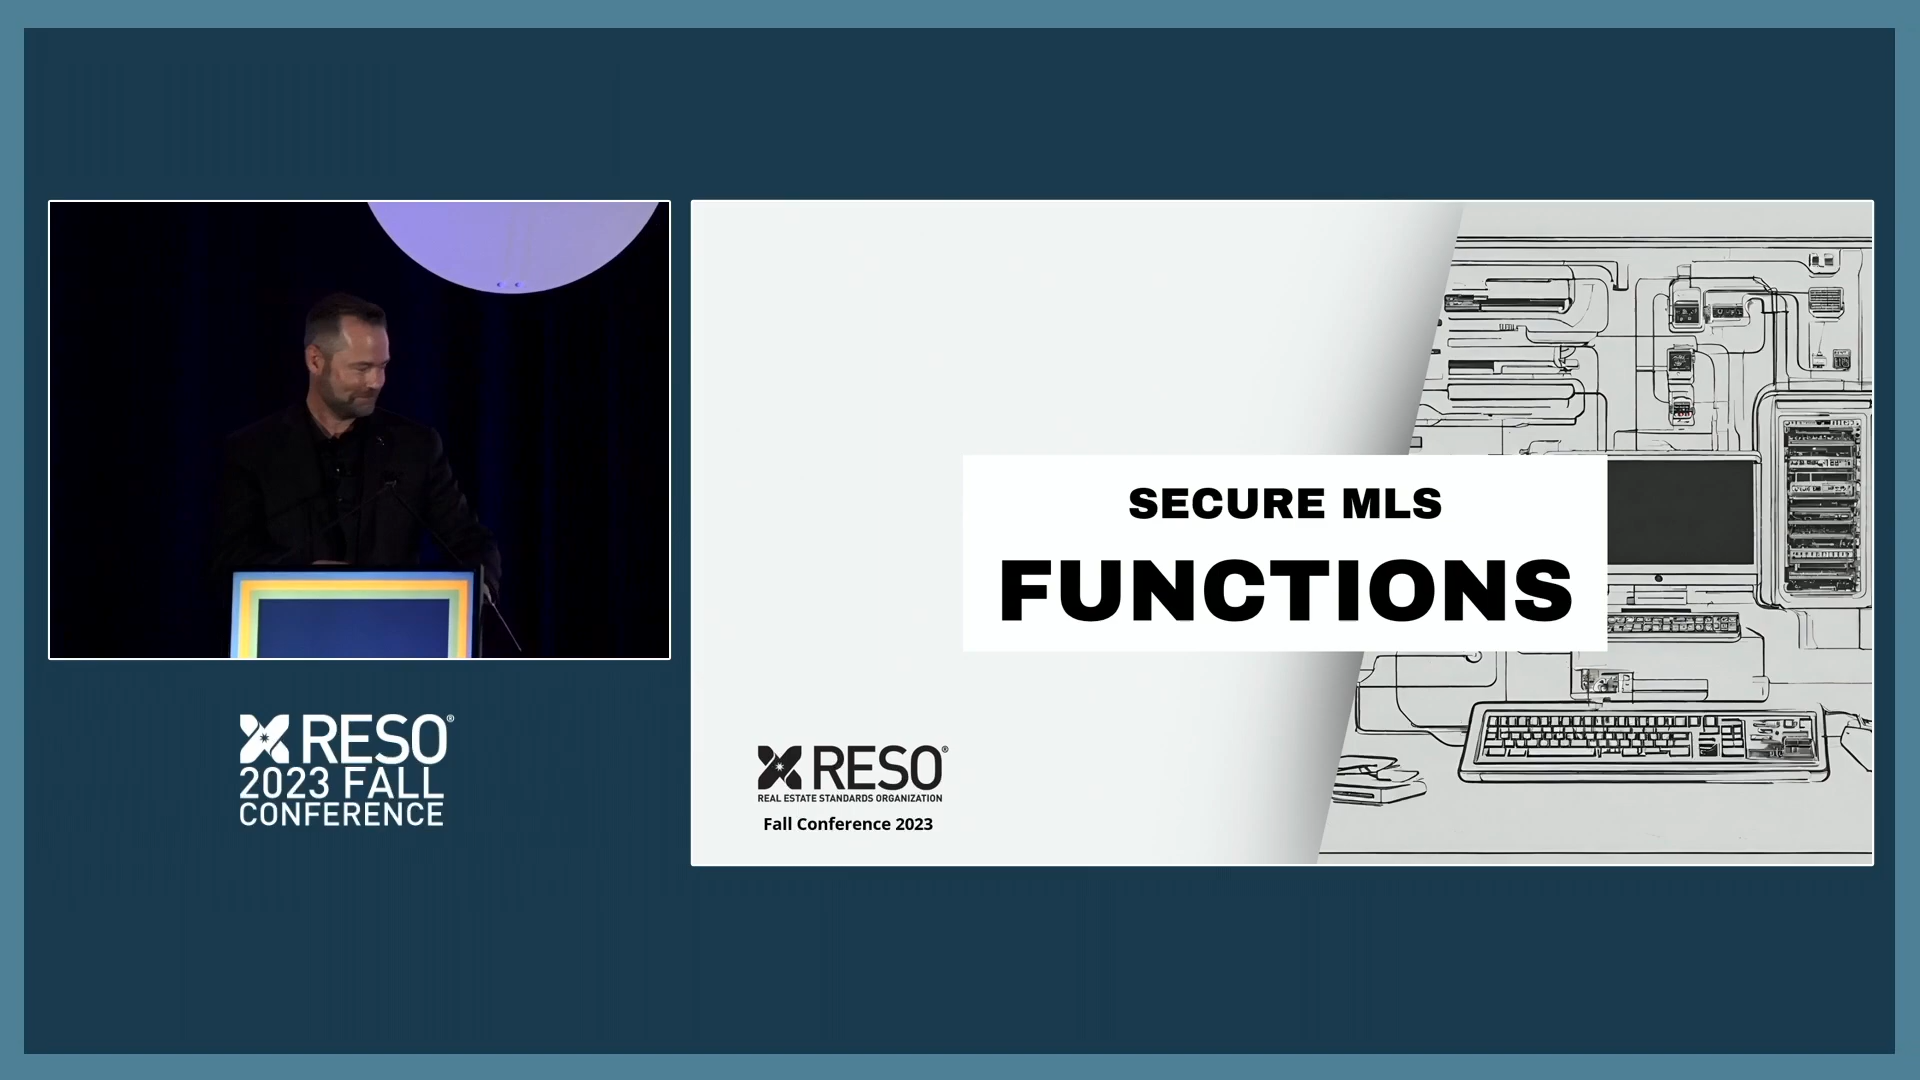 SECURE MLS
FUNCTIONS
RESO®
REAL ESTATE STANDARDS ORGANIZATION
Fall Conference 2023
RESO®
2023 FALL
CONFERENCE